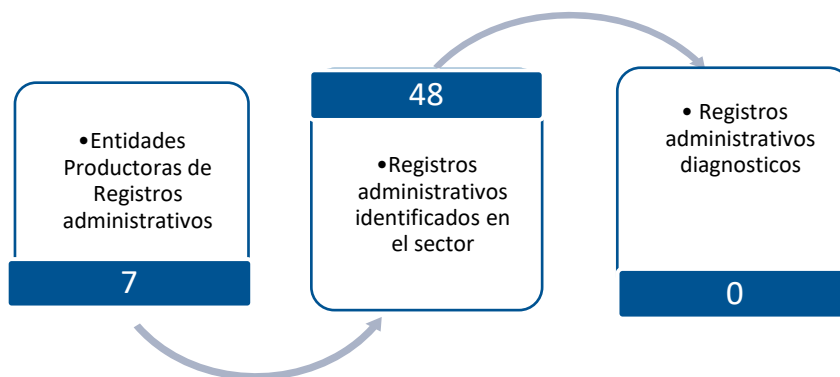 •Entidades
Productoras de
Registros
administrativos
7
48
•Registros
administrativos
identificados en
el sector
• Registros
administrativos
diagnosticos
0